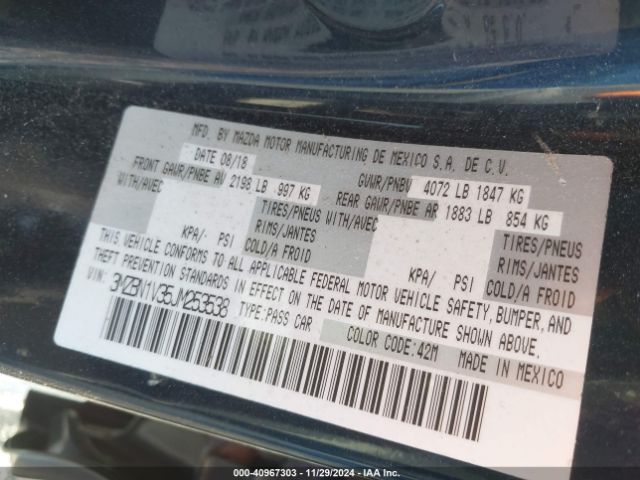 MFD. BY MAZDA MOTOR MANUFACTURING DE MEXICO S.A. DE C.V.
DATE 08/18 GVWR/PNBV 4072 LB 1847 KG
FRONT GAWR/PNBE AV 2198 LB 997 KG REAR GAWR/PNBE AR 1883 LB 854 KG
WITH/AVEC TIRES/PNEUS WITH/AVEC TIRES/PNEUS
RIMS/JANTES RIMS/JANTES
KPA/ PSI COLD/A FROID KPA/ PSI COLD/A FROID
THIS VEHICLE CONFORMS TO ALL APPLICABLE FEDERAL MOTOR VEHICLE SAFETY, BUMPER, AND
THEFT PREVENTION STANDARDS IN EFFECT ON THE DATE OF MANUFACTURE SHOWN ABOVE.
VIN: 3MZBN1V35JM253538 TYPE:PASS CAR
COLOR CODE:42M MADE IN MEXICO
000-40967303 - 11/29/2024 - IAA Inc.